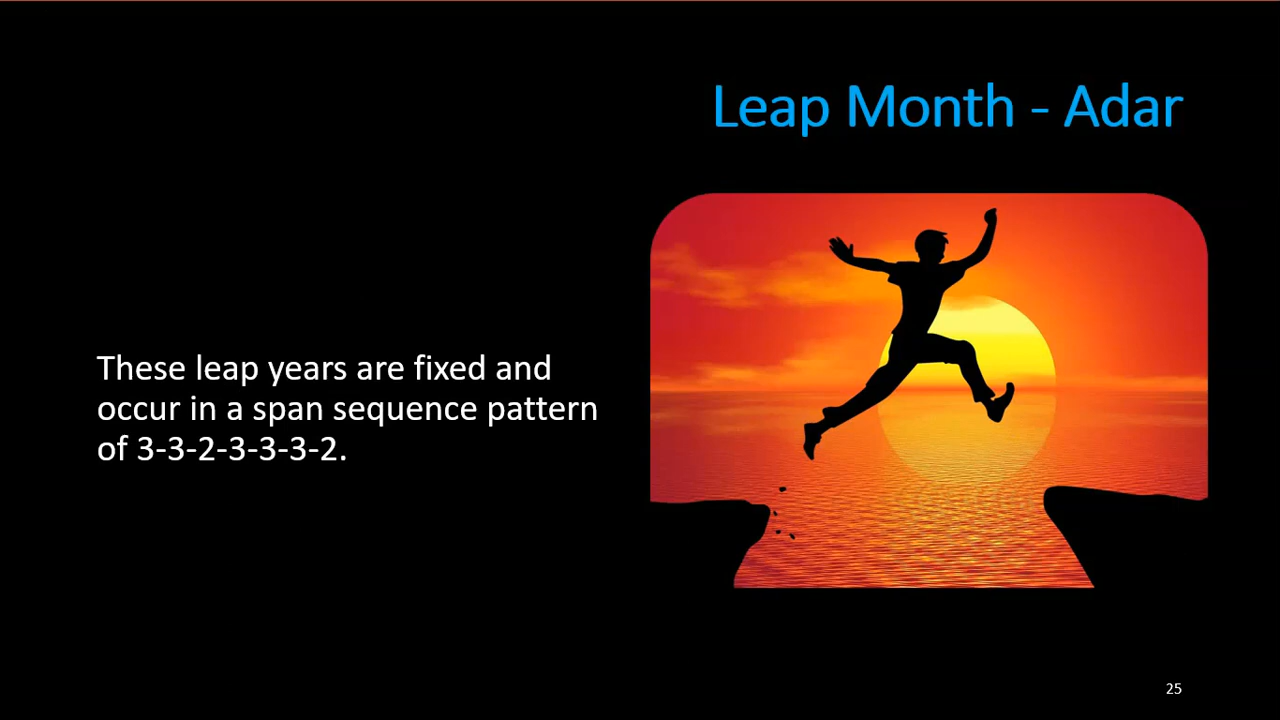 Leap Month - Adar
These leap years are fixed and
occur in a span sequence pattern
of 3-3-2-3-3-3-2.
25